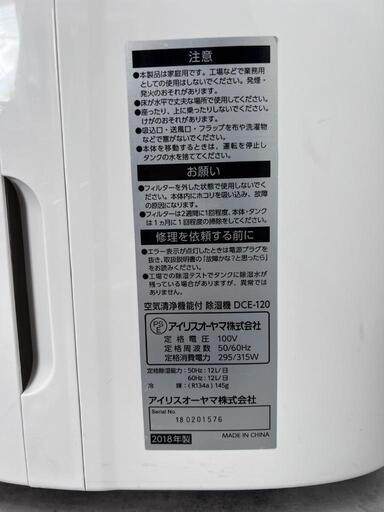 注意
●本製品は家庭用です。工場などで業務用
としての使用はしないでください。発煙・
発火のおそれがあります。
●床が水平で丈夫な場所で使用してください。
●座ったり、上に乗ったりしないでください。
けがのおそれがあります。
●吸込口・送風口・フラップを布や洗濯物
などで塞がないでください。
●本体を移動するときは、運転を停止し
タンクの水を捨ててください。
お願い
●フィルターを外した状態で使用しないでく
ださい。本体内にホコリを吸い込み、故障
の原因になります。
●フィルターは2週間に1回程度、本体・タンク
は1ヵ月に1回程度の掃除をしてください。
修理を依頼する前に
●エラー表示が点灯したときは電源プラグを
抜き、取扱説明書の「故障かな?と思ったら」
をお読みください。
●工場での除湿テストでタンクに除湿水が
残っている場合がありますが、異常では
ありません。
空気清浄機能付 除湿機 DCE-120
PS
E
アイリスオーヤマ株式会社
定格電圧 100V
定格周波数 50/60Hz
定格消費電力 295/315W
定格除湿能力:50Hz:12L/日
60Hz:12L/日
冷媒:(R134a)145g
アイリスオーヤマ株式会社
Serial No.
180201576
2018年製 MADE IN CHINA